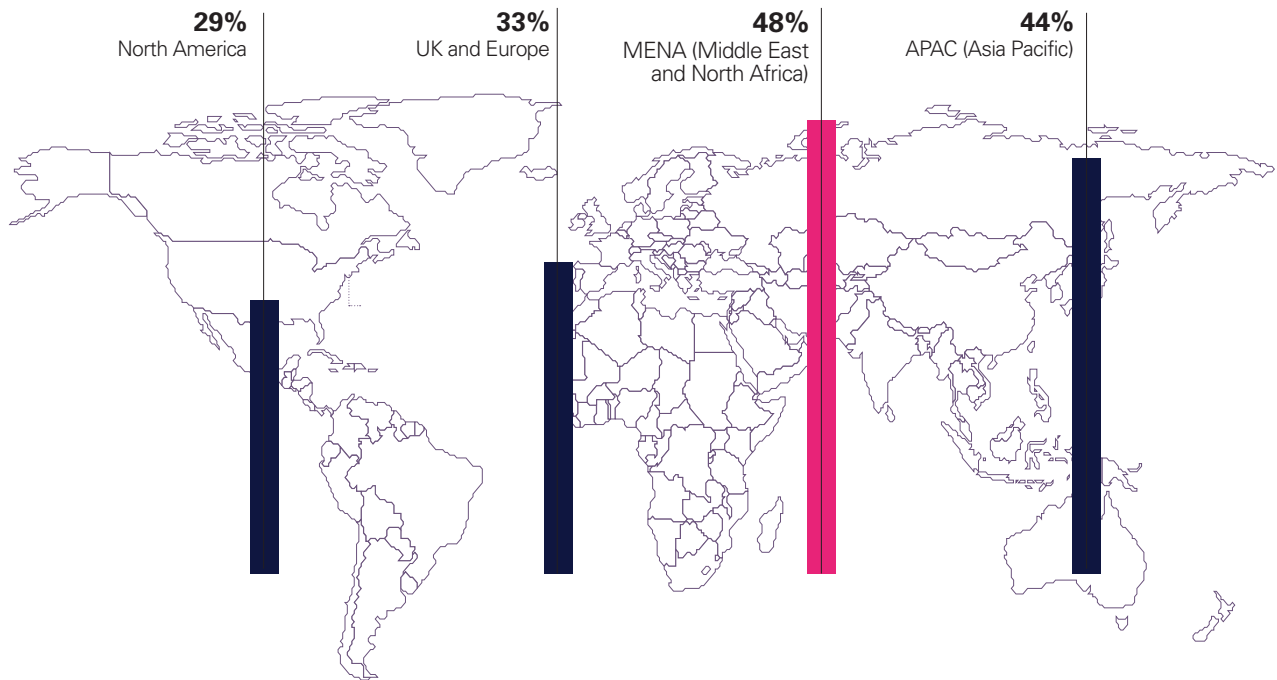 29%
North America
33%
UK and Europe
48%
MENA (Middle East
and North Africa)
44%
APAC (Asia Pacific)